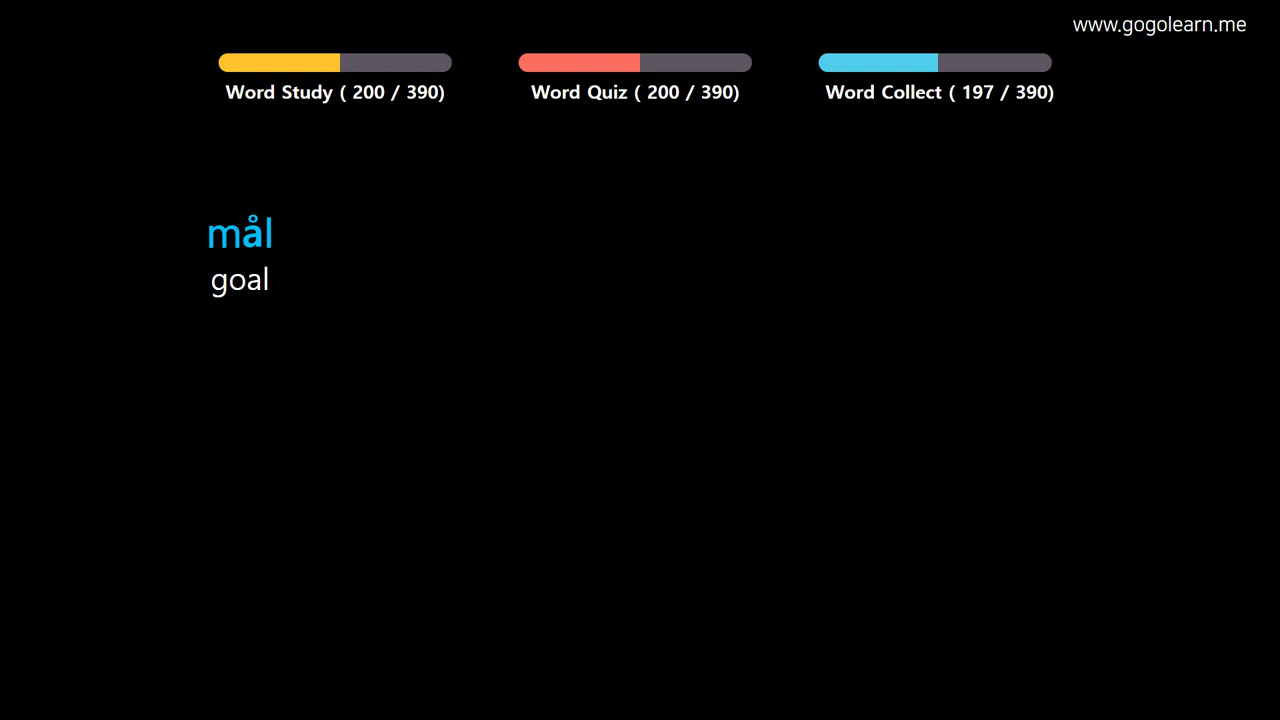 www.gogolearn.me
Word Study ( 200 / 390)
Word Quiz ( 200 / 390)
Word Collect ( 197 / 390)
mål
goal